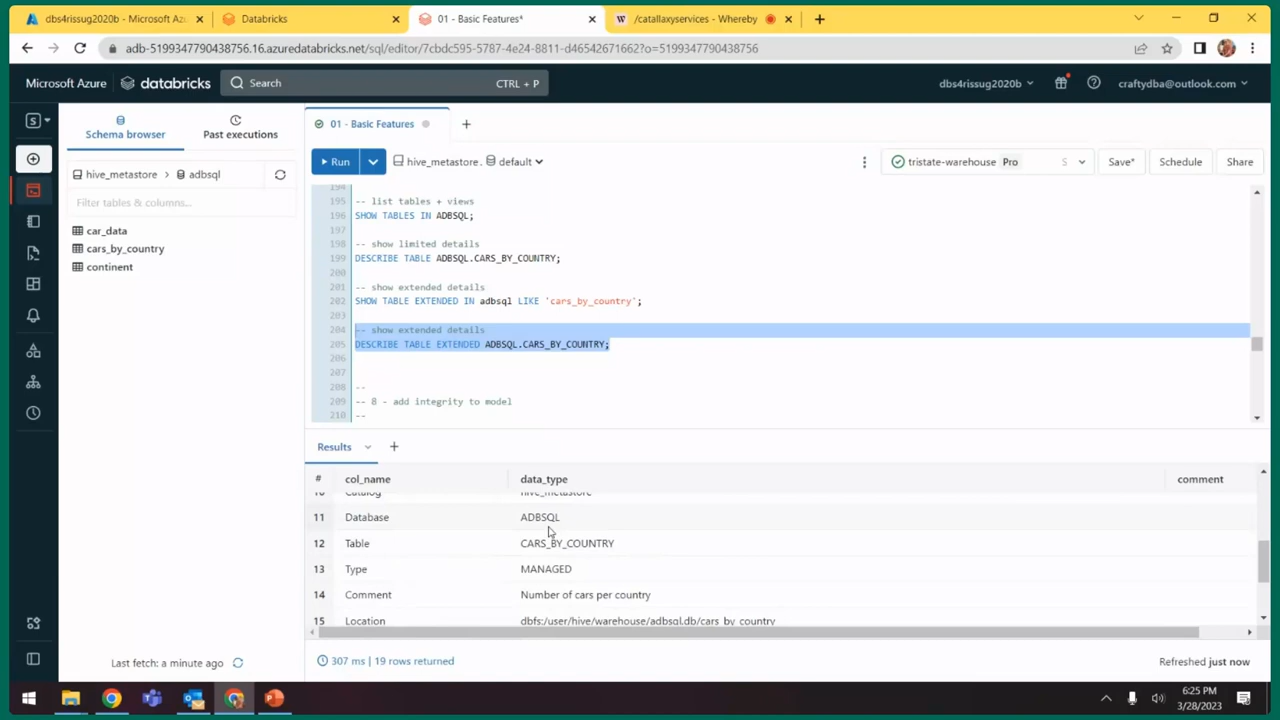 dbs4rissug2020b - Microsoft Azu
Databricks
01 - Basic Features*
/catallaxyservices - Whereby
adb-5199347790438756.16.azuredatabricks.net/sql/editor/7cbdc595-5787-4e24-8811-d46542671662?o=5199347790438756
Microsoft Azure
databricks
Search
CTRL + P
dbs4rissug2020b
craftydba@outlook.com
S
Schema browser
Past executions
01 - Basic Features
hive_metastore > adbsql
Run
hive_metastore. default
tristate-warehouse Pro S
Save*
Schedule
Share
Filter tables & columns...
car_data
cars_by_country
continent
194
195 -- list tables + views
196 SHOW TABLES IN ADBSQL;
197
198 -- show limited details
199 DESCRIBE TABLE ADBSQL.CARS_BY_COUNTRY;
200
201 -- show extended details
202 SHOW TABLE EXTENDED IN adbsql LIKE 'cars_by_country';
203
204 -- show extended details
205 DESCRIBE TABLE EXTENDED ADBSQL.CARS_BY_COUNTRY;
206
207
208 --
209 -- 8 - add integrity to model
210 --
Results
# col_name data_type comment
10 Catalog hive_metastore
11 Database ADBSQL
12 Table CARS_BY_COUNTRY
13 Type MANAGED
14 Comment Number of cars per country
15 Location dbfs:/user/hive/warehouse/adbsql.db/cars_by_country
Last fetch: a minute ago
307 ms | 19 rows returned
Refreshed just now
6:25 PM
3/28/2023